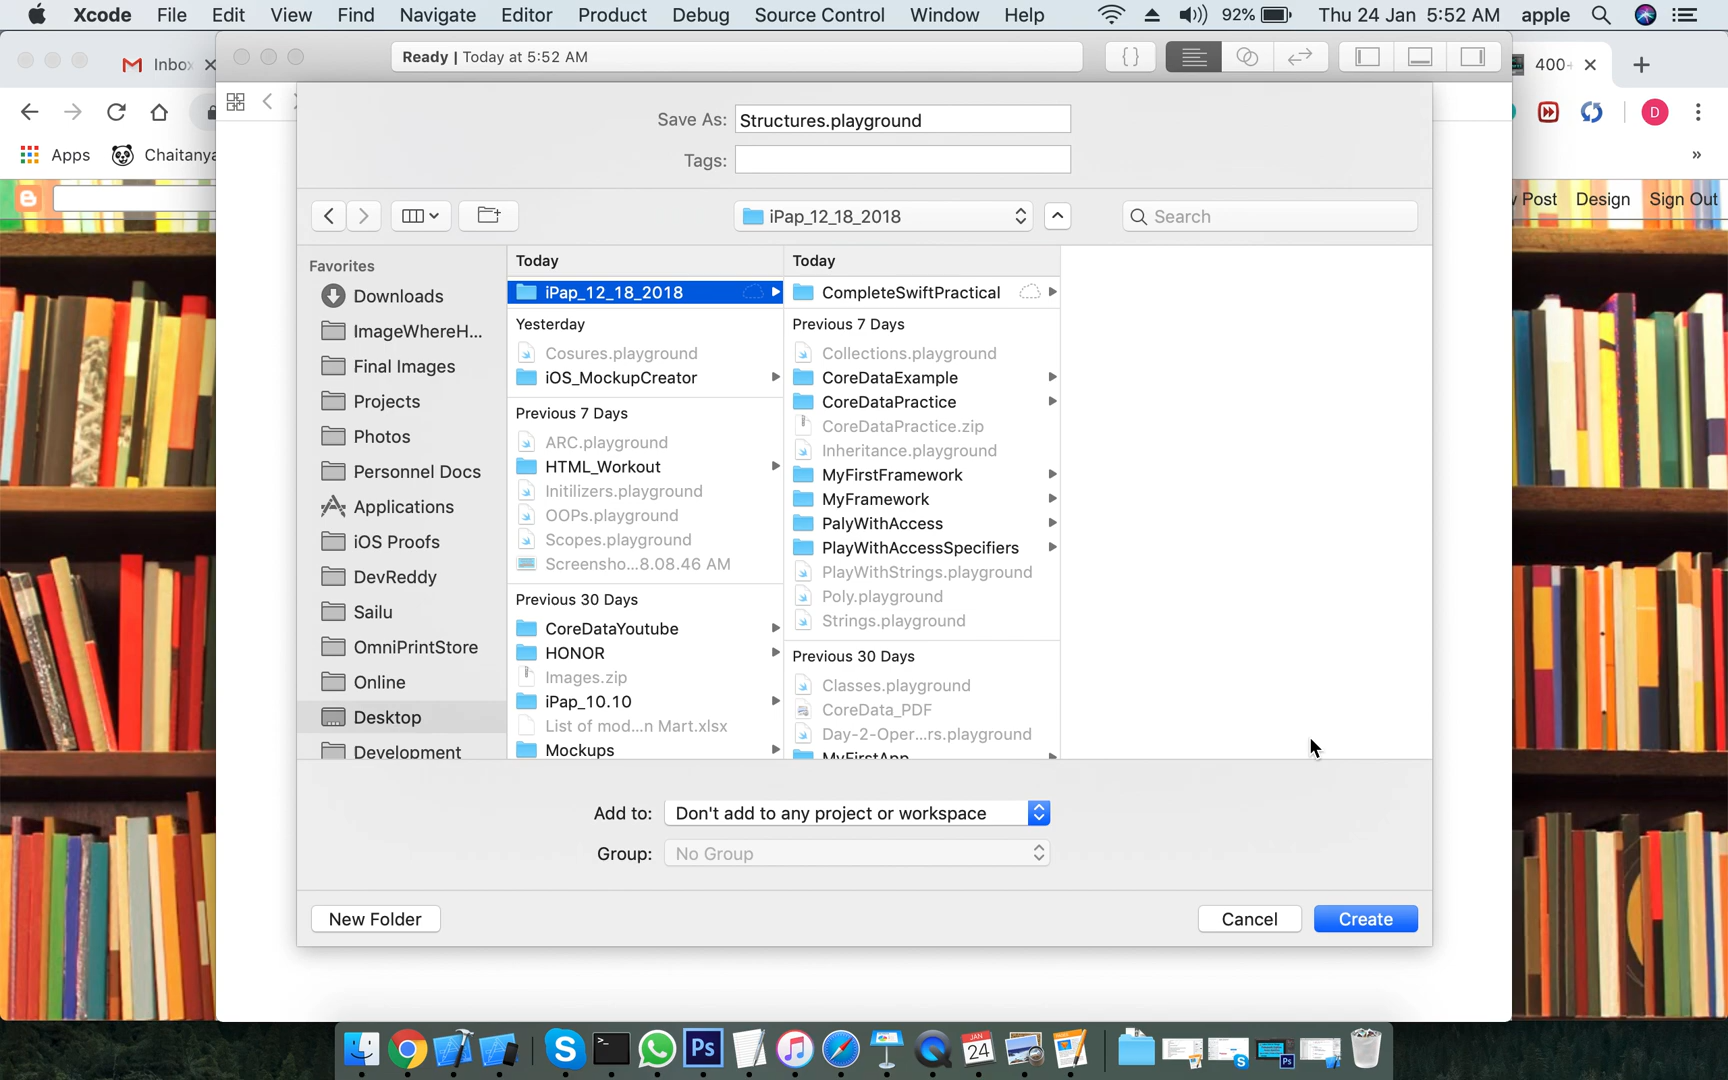 Xcode File Edit View Find Navigate Editor Product Debug Source Control Window Help 92% Thu 24 Jan 5:52 AM apple
Inbox 400+
Ready | Today at 5:52 AM
Apps Chaitanya
Post Design Sign Out
Save As: Structures.playground
Tags:
iPap_12_18_2018
Search
Favorites
Downloads
ImageWhereH...
Final Images
Projects
Photos
Personnel Docs
Applications
iOS Proofs
DevReddy
Sailu
OmniPrintStore
Online
Desktop
Development
Today
iPap_12_18_2018
Yesterday
Cosures.playground
iOS_MockupCreator
Previous 7 Days
ARC.playground
HTML_Workout
Initilizers.playground
OOPs.playground
Scopes.playground
Screensho...8.08.46 AM
Previous 30 Days
CoreDataYoutube
HONOR
Images.zip
iPap_10.10
List of mod...n Mart.xlsx
Mockups
Today
CompleteSwiftPractical
Previous 7 Days
Collections.playground
CoreDataExample
CoreDataPractice
CoreDataPractice.zip
Inheritance.playground
MyFirstFramework
MyFramework
PalyWithAccess
PlayWithAccessSpecifiers
PlayWithStrings.playground
Poly.playground
Strings.playground
Previous 30 Days
Classes.playground
CoreData_PDF
Day-2-Oper...rs.playground
MyFirstApp
Add to: Don't add to any project or workspace
Group: No Group
New Folder Cancel Create
D
Ps
JAN
24